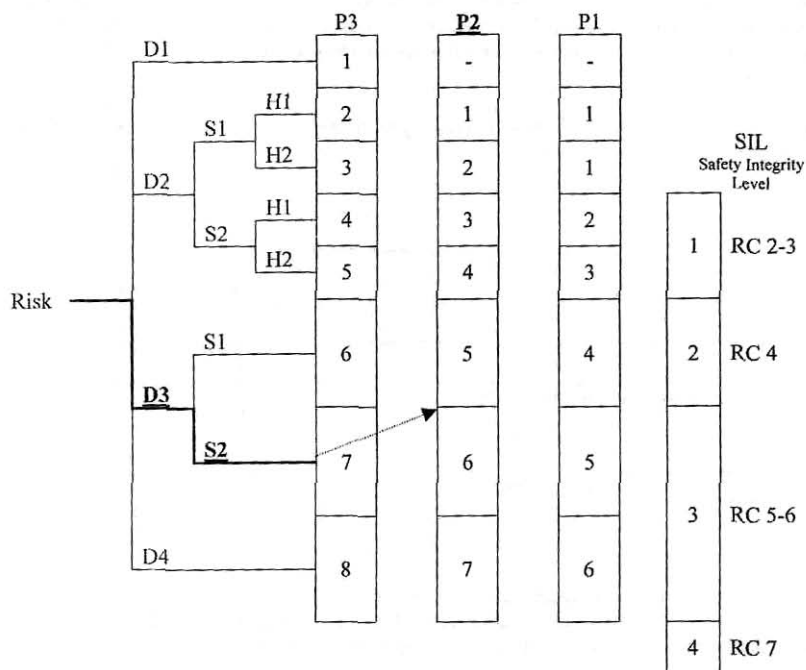 P3 P2 P1
D1 1 - -
H1 2 1 1
S1
H2 3 2 1
D2
H1 4 3 2
S2
H2 5 4 3
Risk
S1 6 5 4
D3
S2 7 6 5
D4 8 7 6
SIL
Safety Integrity
Level
1 RC 2-3
2 RC 4
3 RC 5-6
4 RC 7